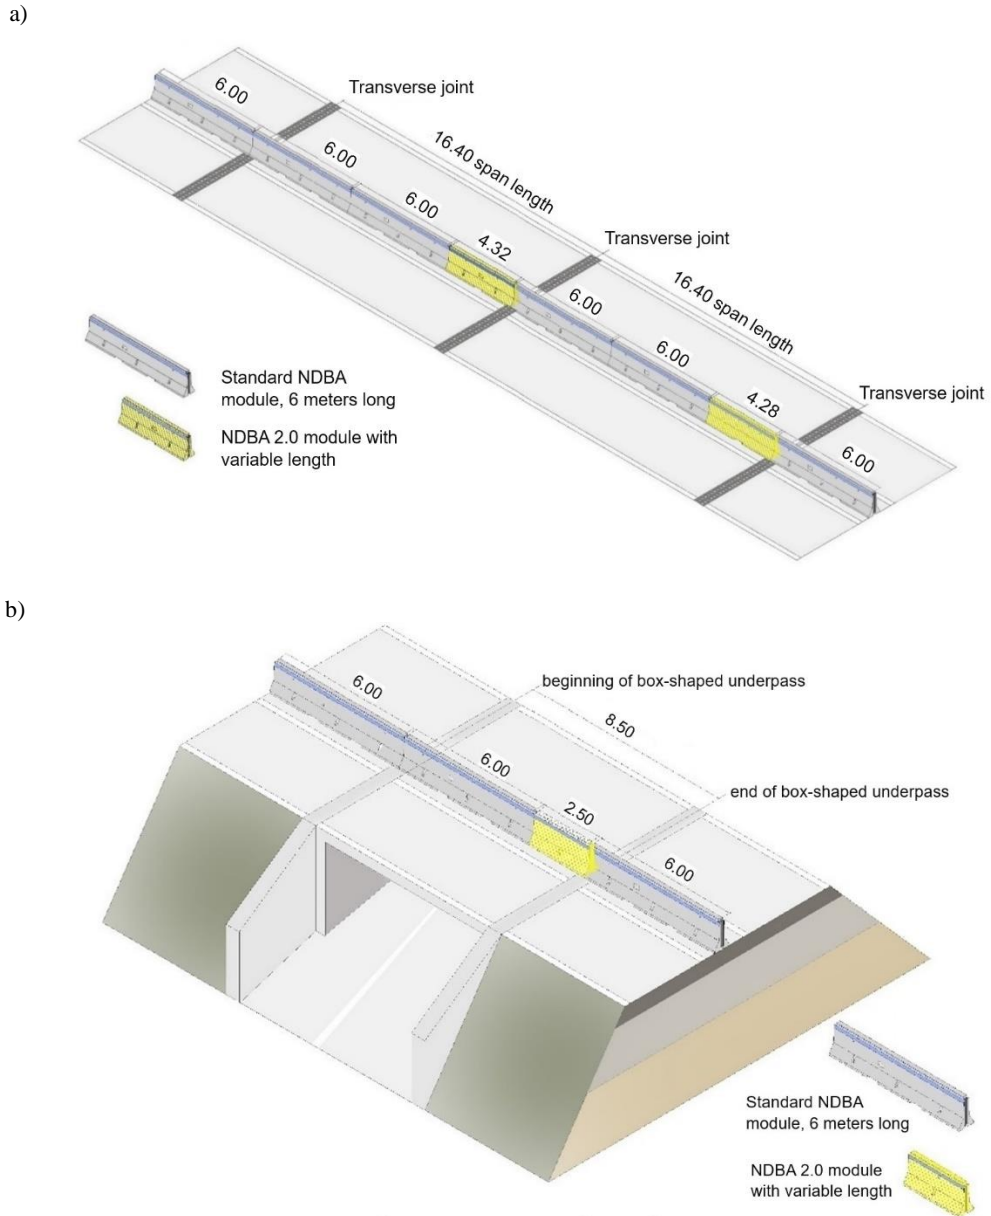 a)
6.00
Transverse joint
6.00
16.40 span length
6.00
4.32
Transverse joint
6.00
16.40 span length
6.00
4.28
Transverse joint
6.00
Standard NDBA
module, 6 meters long
NDBA 2.0 module with
variable length
b)
6.00
beginning of box-shaped underpass
8.50
6.00
end of box-shaped underpass
2.50
6.00
Standard NDBA
module, 6 meters long
NDBA 2.0 module
with variable length